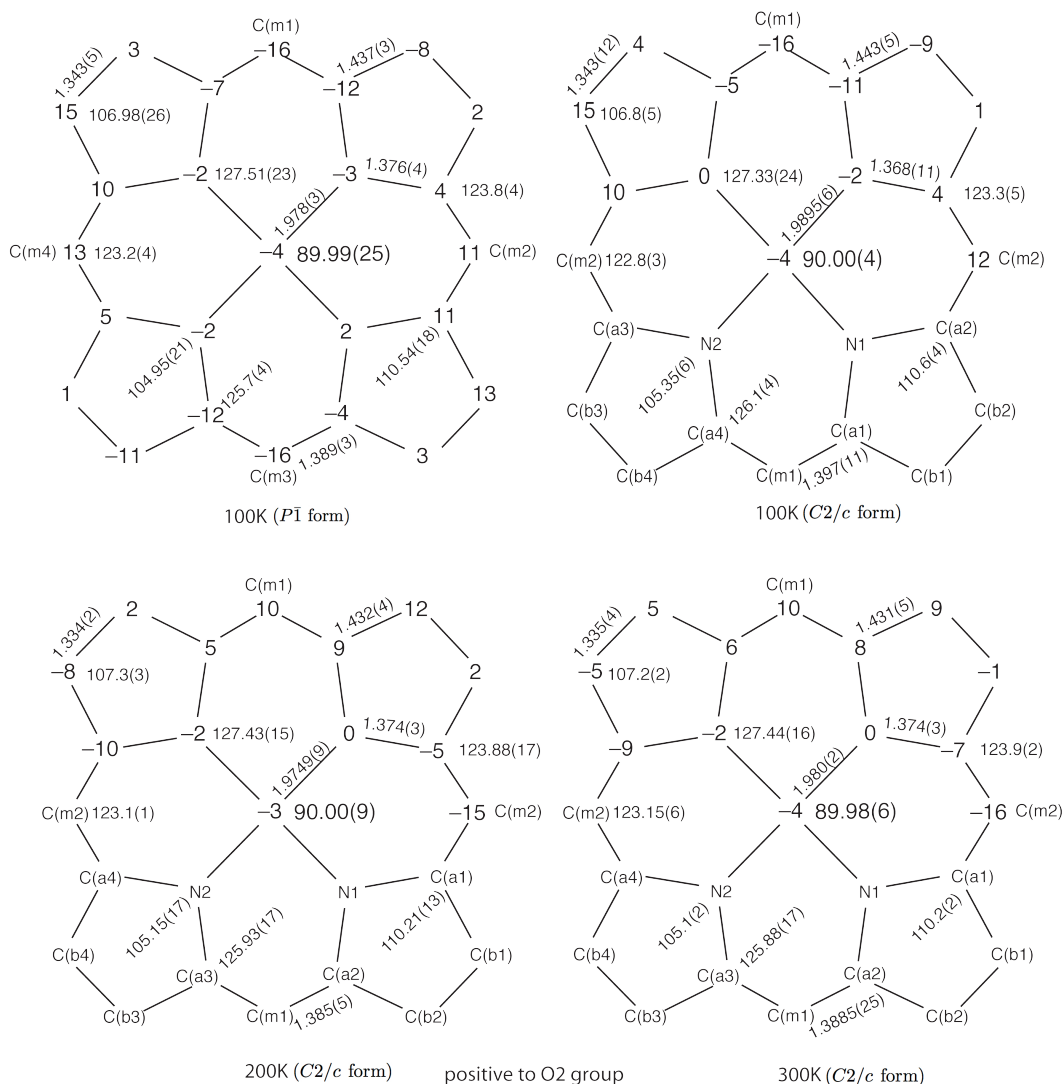 C(m1)
3 −16 −8
1.343(5) 1.437(3)
−7 −12
15 106.98(26) 2
−2 127.51(23) −3 1.376(4)
10 4 123.8(4)
1.978(3)
C(m4) 13 123.2(4) −4 89.99(25) 11 C(m2)
5 −2 2 11
104.95(21) 125.7(4) 110.54(18)
1 13
−12 −4
−11 −16 1.389(3) 3
C(m3)
100K (P1̄ form)
C(m1)
4 −16 −9
1.343(12) 1.443(5)
−5 −11
15 106.8(5) 1
0 127.33(24) −2 1.368(11)
10 4 123.3(5)
1.9895(6)
C(m2) 122.8(3) −4 90.00(4) 12 C(m2)
C(a3) N2 N1 C(a2)
105.35(6) 126.1(4) 110.6(4)
C(b3) C(b2)
C(a4) C(a1)
C(b4) C(m1) 1.397(11) C(b1)
100K (C2/c form)
C(m1)
2 10 12
1.334(2) 1.432(4)
5 9
−8 107.3(3) 2
−2 127.43(15) 0 1.374(3)
−10 −5 123.88(17)
1.9749(9)
C(m2) 123.1(1) −3 90.00(9) −15 C(m2)
C(a4) N2 N1 C(a1)
105.15(17) 125.93(17) 110.21(13)
C(b4) C(b1)
C(a3) C(a2)
C(b3) C(m1) 1.385(5) C(b2)
200K (C2/c form)
C(m1)
5 10 9
1.335(4) 1.431(5)
6 8
−5 107.2(2) −1
−2 127.44(16) 0 1.374(3)
−9 −7 123.9(2)
1.980(2)
C(m2) 123.15(6) −4 89.98(6) −16 C(m2)
C(a4) N2 N1 C(a1)
105.1(2) 125.88(17) 110.2(2)
C(b4) C(b1)
C(a3) C(a2)
C(b3) C(m1) 1.3885(25) C(b2)
positive to O2 group
300K (C2/c form)